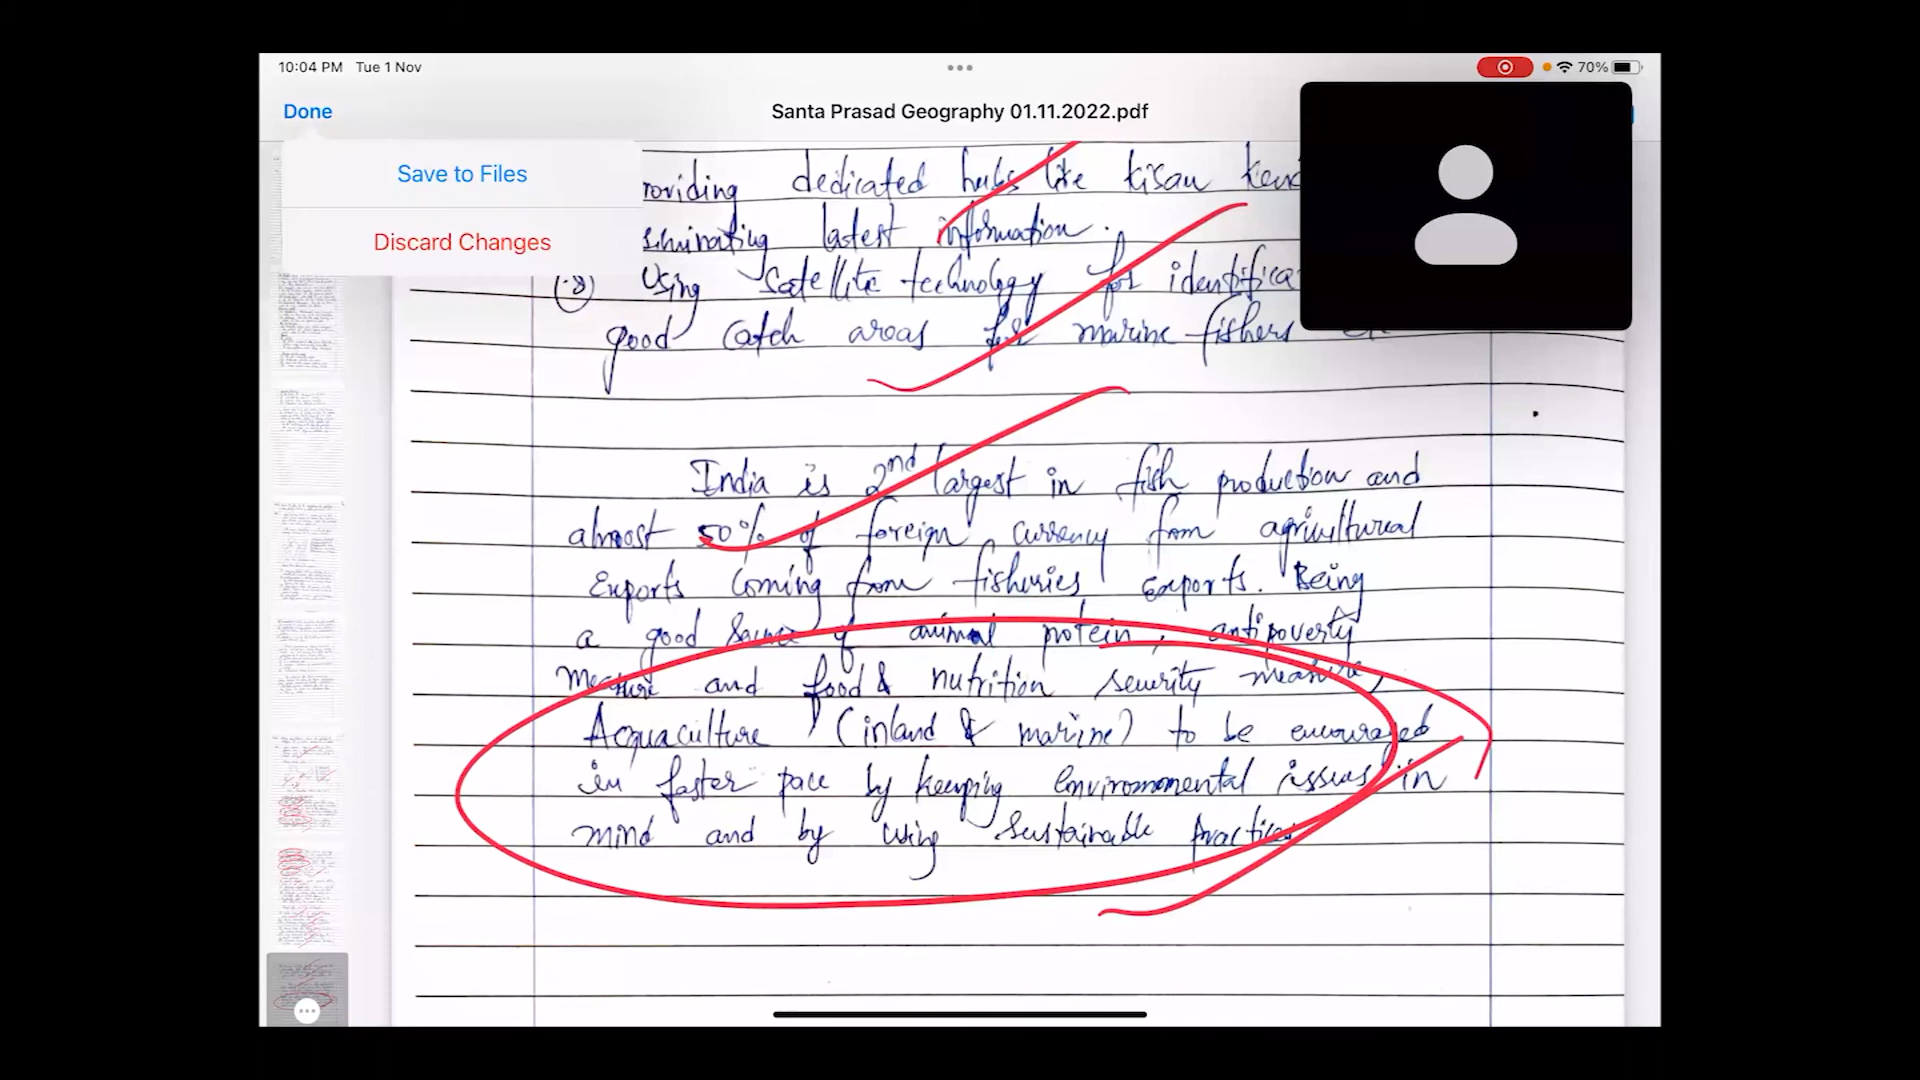 10:04 PM Tue 1 Nov
70%
Done
Santa Prasad Geography 01.11.2022.pdf
Save to Files
Discard Changes
roviding dedicated hubs like kisan kend
seminating lastest information.
(8) Using Satellite technology for identifica
good Catch areas for marine fishers etc
India is 2nd largest in fish production and
almost 50% of foreign currency from agricultural
Exports Coming from fisheries exports. Being
a good source of animal protein, antipoverty
measure and food & nutrition security measure,
Acquaculture (inland & marine) to be encouraged
in faster pace by keeping environmental issues in
mind and by using sustainable practices